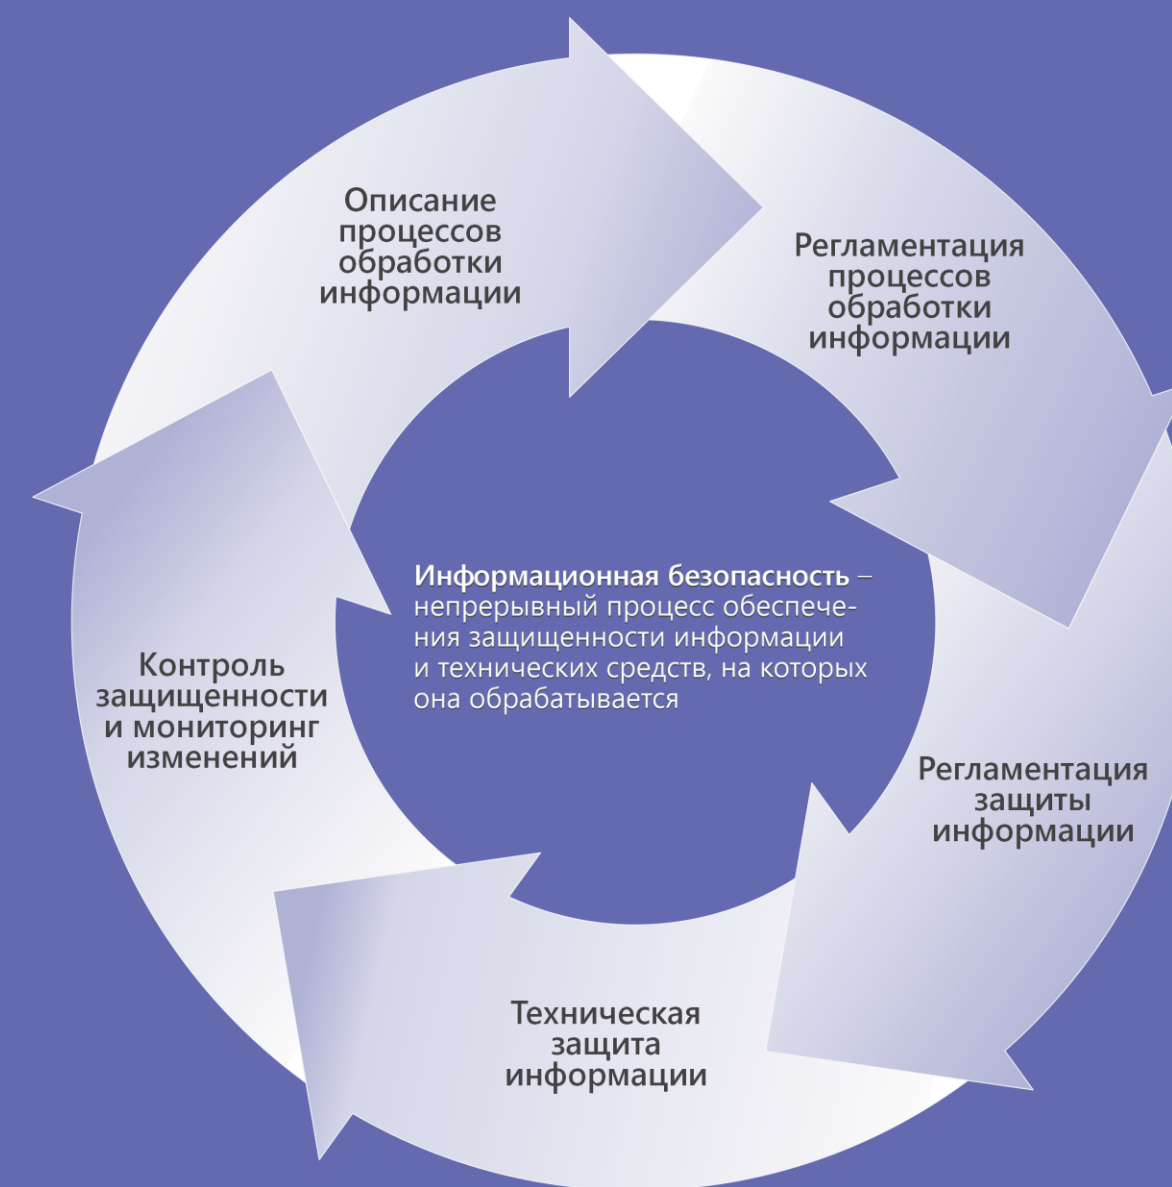 Описание
процессов
обработки
информации
Регламентация
процессов
обработки
информации
Информационная безопасность –
непрерывный процесс обеспече-
ния защищенности информации
и технических средств, на которых
она обрабатывается
Контроль
защищенности
и мониторинг
изменений
Регламентация
защиты
информации
Техническая
защита
информации